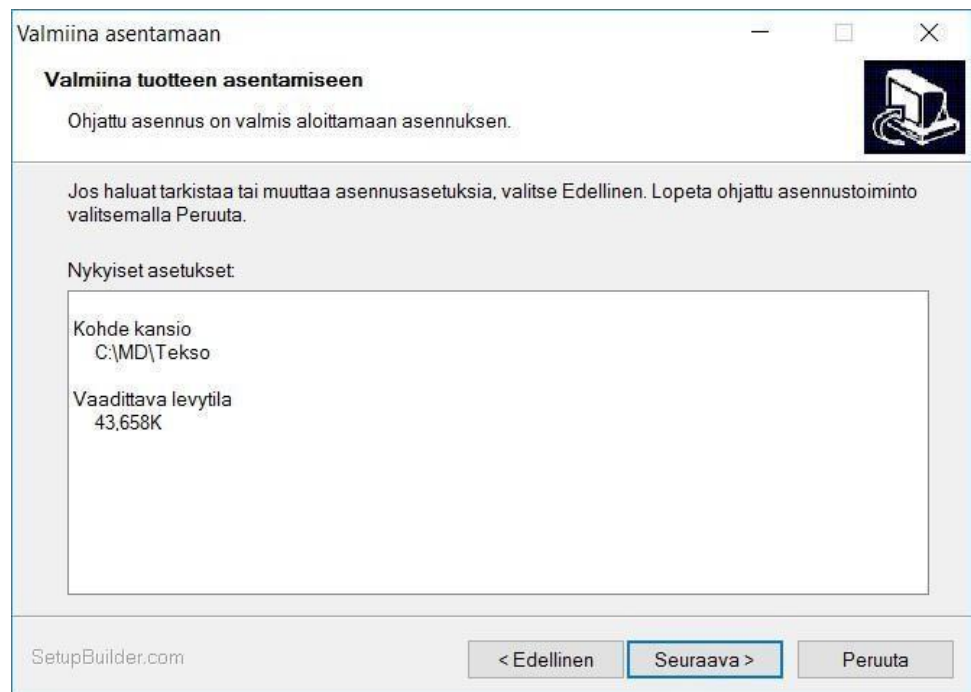 Valmiina asentamaan
Valmiina tuotteen asentamiseen
Ohjattu asennus on valmis aloittamaan asennuksen.
Jos haluat tarkistaa tai muuttaa asennusasetuksia, valitse Edellinen. Lopeta ohjattu asennustoiminto
valitsemalla Peruuta.
Nykyiset asetukset:
Kohde kansio
C:\MD\Tekso
Vaadittava levytila
43,658K
SetupBuilder.com
< Edellinen
Seuraava >
Peruuta